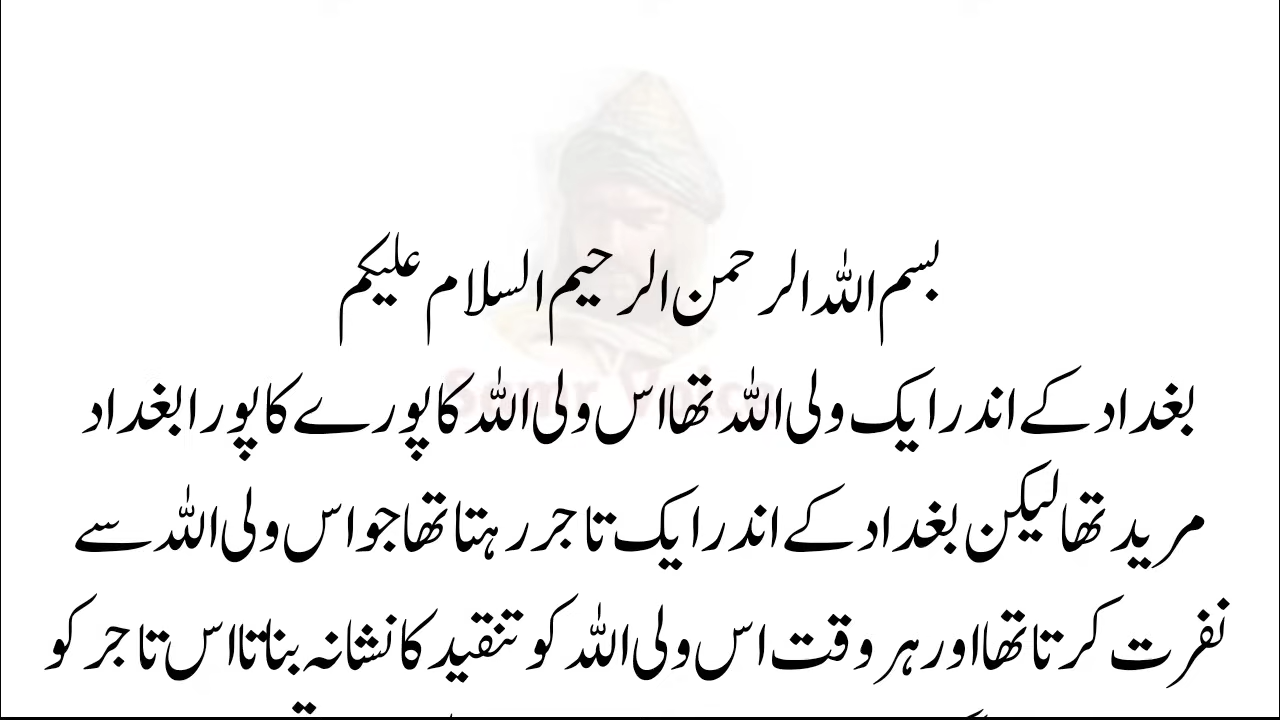 بسم اللہ الرحمن الرحیم السلام علیکم
بغداد کے اندر ایک ولی اللہ تھا اس ولی اللہ کا پورے کا پورا بغداد
مرید تھا لیکن بغداد کے اندر ایک تاجر رہتا تھا جو اس ولی اللہ سے
نفرت کرتا تھا اور ہر وقت اس ولی اللہ کو تنقید کا نشانہ بناتا اس تاجر کو